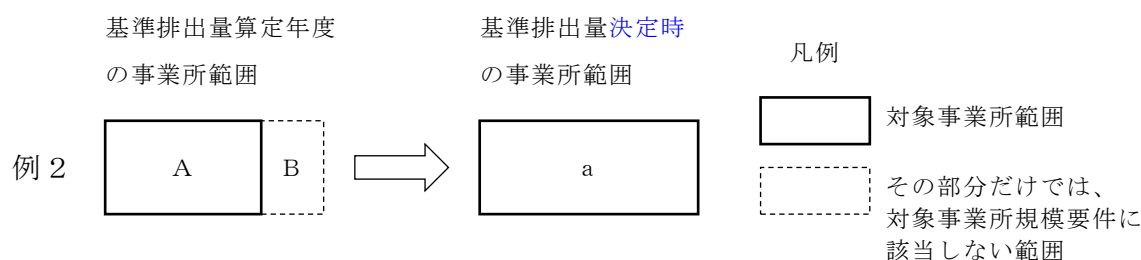 基準排出量算定年度
の事業所範囲
基準排出量決定時
の事業所範囲
凡例
対象事業所範囲
例２
A
B
a
その部分だけでは、
対象事業所規模要件に
該当しない範囲